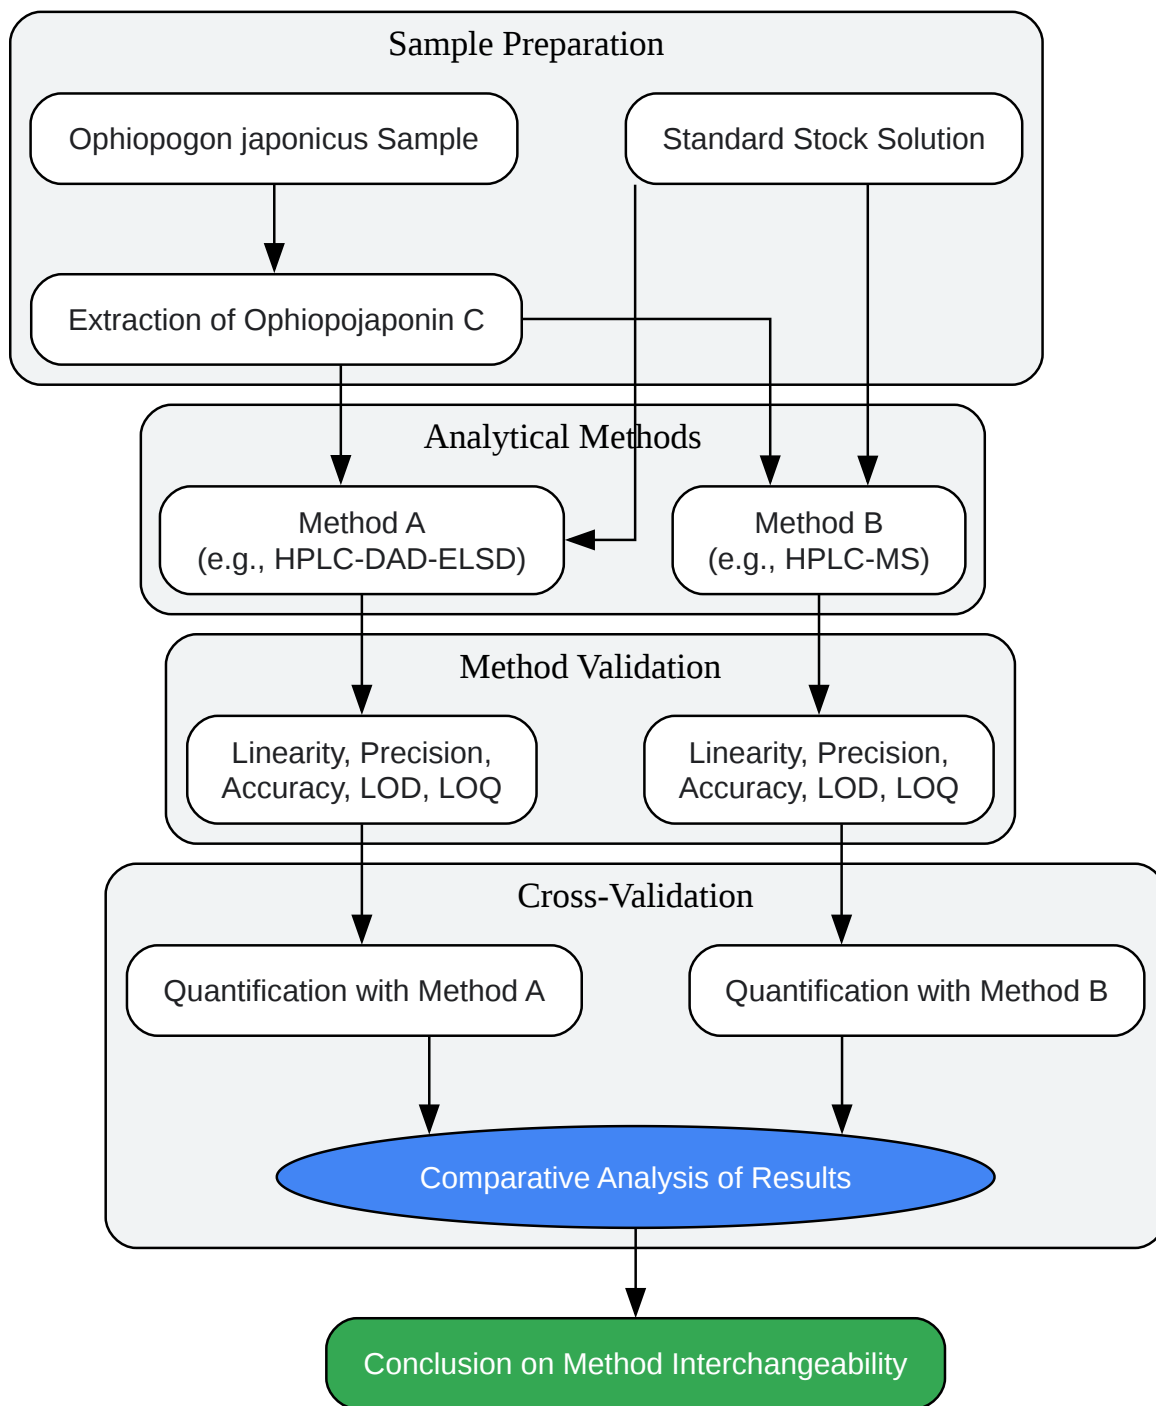 Sample Preparation
Ophiopogon japonicus Sample
Standard Stock Solution
Extraction of Ophiopojaponin C
Analytical Methods
Method A
(e.g., HPLC-DAD-ELSD)
Method B
(e.g., HPLC-MS)
Method Validation
Linearity, Precision,
Accuracy, LOD, LOQ
Linearity, Precision,
Accuracy, LOD, LOQ
Cross-Validation
Quantification with Method A
Quantification with Method B
Comparative Analysis of Results
Conclusion on Method Interchangeability